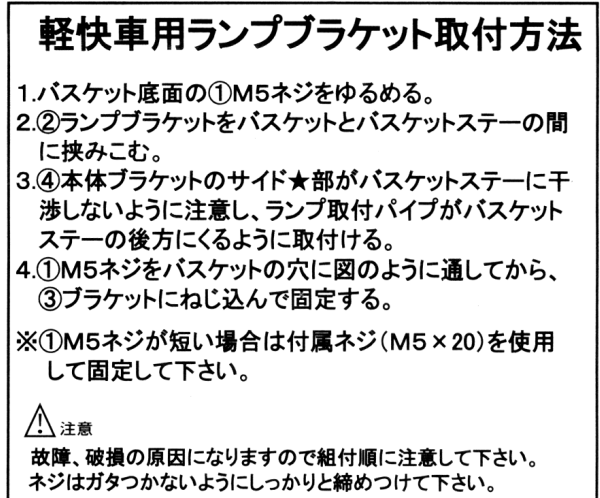 軽快車用ランプブラケット取付方法
1.バスケット底面の①M5ネジをゆるめる。
2.②ランプブラケットをバスケットとバスケットステーの間
に挟みこむ。
3.④本体ブラケットのサイド★部がバスケットステーに干
渉しないように注意し、ランプ取付パイプがバスケット
ステーの後方にくるように取付ける。
4.①M5ネジをバスケットの穴に図のように通してから、
③ブラケットにねじ込んで固定する。
※①M5ネジが短い場合は付属ネジ(M5×20)を使用
して固定して下さい。
⚠注意
故障、破損の原因になりますので組付順に注意して下さい。
ネジはガタつかないようにしっかりと締めつけて下さい。